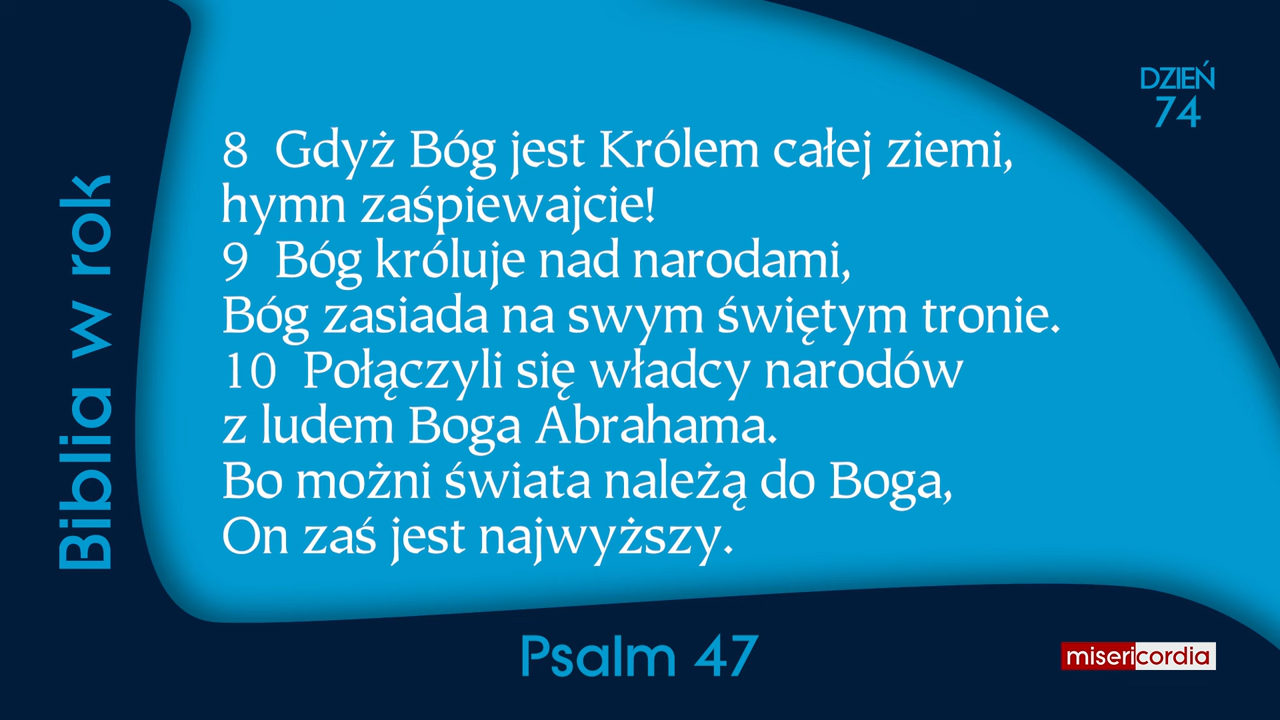 DZIEŃ
74
8 Gdyż Bóg jest Królem całej ziemi,
hymn zaśpiewajcie!
9 Bóg króluje nad narodami,
Bóg zasiada na swym świętym tronie.
10 Połączyli się władcy narodów
z ludem Boga Abrahama.
Bo możni świata należą do Boga,
On zaś jest najwyższy.
Biblia w rok
Psalm 47
misericordia